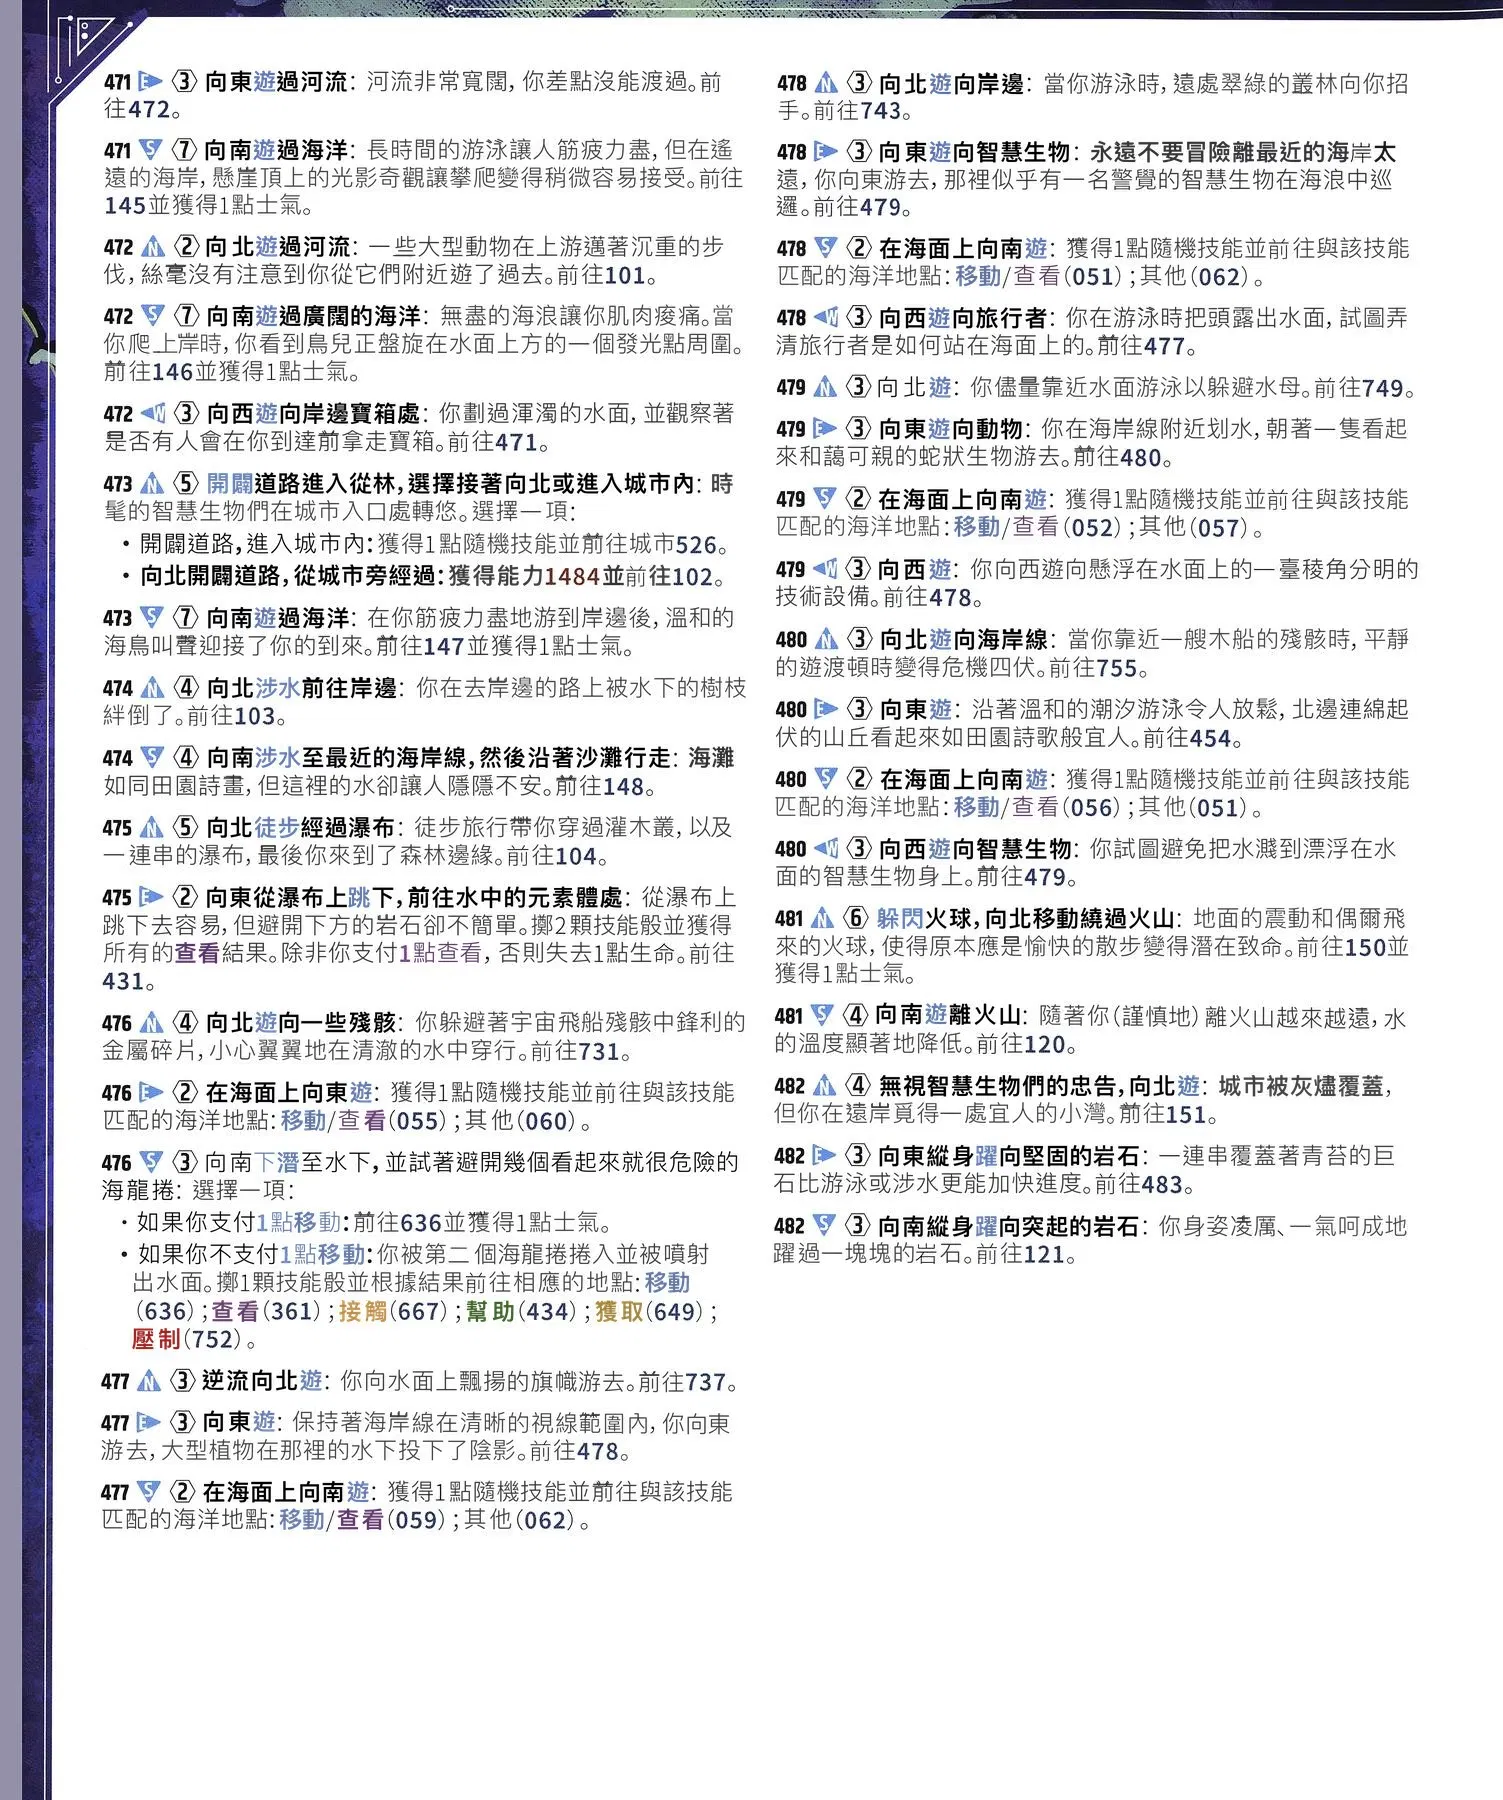 471 E 3 向東遊過河流：河流非常寬闊，你差點沒能渡過。前
往472。
471 S 7 向南遊過海洋：長時間的游泳讓人筋疲力盡，但在遙
遠的海岸，懸崖頂上的光影奇觀讓攀爬變得稍微容易接受。前往
145並獲得1點士氣。
472 N 2 向北遊過河流：一些大型動物在上游邁著沉重的步
伐，絲毫沒有注意到你從它們附近遊了過去。前往101。
472 S 7 向南遊過廣闊的海洋：無盡的海浪讓你肌肉痠痛。當
你爬上岸時，你看到鳥兒正盤旋在水面上方的一個發光點周圍。
前往146並獲得1點士氣。
472 W 3 向西遊向岸邊寶箱處：你劃過渾濁的水面，並觀察著
是否有人會在你到達前拿走寶箱。前往471。
473 N 5 開闢道路進入從林，選擇接著向北或進入城市內：時
髦的智慧生物們在城市入口處轉悠。選擇一項：
• 開闢道路，進入城市內：獲得1點隨機技能並前往城市526。
• 向北開闢道路，從城市旁經過：獲得能力1484並前往102。
473 S 7 向南遊過海洋：在你筋疲力盡地游到岸邊後，溫和的
海鳥叫聲迎接了你的到來。前往147並獲得1點士氣。
474 N 4 向北涉水前往岸邊：你在去岸邊的路上被水下的樹枝
絆倒了。前往103。
474 S 4 向南涉水至最近的海岸線，然後沿著沙灘行走：海灘
如同田園詩畫，但這裡的水卻讓人隱隱不安。前往148。
475 N 5 向北徒步經過瀑布：徒步旅行帶你穿過灌木叢，以及
一連串的瀑布，最後你來到了森林邊緣。前往104。
475 E 2 向東從瀑布上跳下，前往水中的元素體處：從瀑布上
跳下去容易，但避開下方的岩石卻不簡單。擲2顆技能骰並獲得
所有的查看結果。除非你支付1點查看，否則失去1點生命。前往
431。
476 N 4 向北遊向一些殘骸：你躲避著宇宙飛船殘骸中鋒利的
金屬碎片，小心翼翼地在清澈的水中穿行。前往731。
476 E 2 在海面上向東遊：獲得1點隨機技能並前往與該技能
匹配的海洋地點：移動/查看（055）；其他（060）。
476 S 3 向南下潛至水下，並試著避開幾個看起來就很危險的
海龍捲：選擇一項：
• 如果你支付1點移動：前往636並獲得1點士氣。
• 如果你不支付1點移動：你被第二個海龍捲捲入並被噴射
出水面。擲1顆技能骰並根據結果前往相應的地點：移動
（636）；查看（361）；接觸（667）；幫助（434）；獲取（649）；
壓制（752）。
477 N 3 逆流向北遊：你向水面上飄揚的旗幟游去。前往737。
477 E 3 向東遊：保持著海岸線在清晰的視線範圍內，你向東
游去，大型植物在那裡的水下投下了陰影。前往478。
477 S 2 在海面上向南遊：獲得1點隨機技能並前往與該技能
匹配的海洋地點：移動/查看（059）；其他（062）。
478 N 3 向北遊向岸邊：當你游泳時，遠處翠綠的叢林向你招
手。前往743。
478 E 3 向東遊向智慧生物：永遠不要冒險離最近的海岸太
遠，你向東游去，那裡似乎有一名警覺的智慧生物在海浪中巡
邏。前往479。
478 S 2 在海面上向南遊：獲得1點隨機技能並前往與該技能
匹配的海洋地點：移動/查看（051）；其他（062）。
478 W 3 向西遊向旅行者：你在游泳時把頭露出水面，試圖弄
清旅行者是如何站在海面上的。前往477。
479 N 3 向北遊：你儘量靠近水面游泳以躲避水母。前往749。
479 E 3 向東遊向動物：你在海岸線附近划水，朝著一隻看起
來和藹可親的蛇狀生物游去。前往480。
479 S 2 在海面上向南遊：獲得1點隨機技能並前往與該技能
匹配的海洋地點：移動/查看（052）；其他（057）。
479 W 3 向西遊：你向西遊向懸浮在水面上的一臺稜角分明的
技術設備。前往478。
480 N 3 向北遊向海岸線：當你靠近一艘木船的殘骸時，平靜
的遊渡頓時變得危機四伏。前往755。
480 E 3 向東遊：沿著溫和的潮汐游泳令人放鬆，北邊連綿起
伏的山丘看起來如田園詩歌般宜人。前往454。
480 S 2 在海面上向南遊：獲得1點隨機技能並前往與該技能
匹配的海洋地點：移動/查看（056）；其他（051）。
480 W 3 向西遊向智慧生物：你試圖避免把水濺到漂浮在水
面的智慧生物身上。前往479。
481 N 6 躲閃火球，向北移動繞過火山：地面的震動和偶爾飛
來的火球，使得原本應是愉快的散步變得潛在致命。前往150並
獲得1點士氣。
481 S 4 向南遊離火山：隨著你（謹慎地）離火山越來越遠，水
的溫度顯著地降低。前往120。
482 N 4 無視智慧生物們的忠告，向北遊：城市被灰燼覆蓋，
但你在遠岸覓得一處宜人的小灣。前往151。
482 E 3 向東縱身躍向堅固的岩石：一連串覆蓋著青苔的巨
石比游泳或涉水更能加快進度。前往483。
482 S 3 向南縱身躍向突起的岩石：你身姿凌厲、一氣呵成地
躍過一塊塊的岩石。前往121。